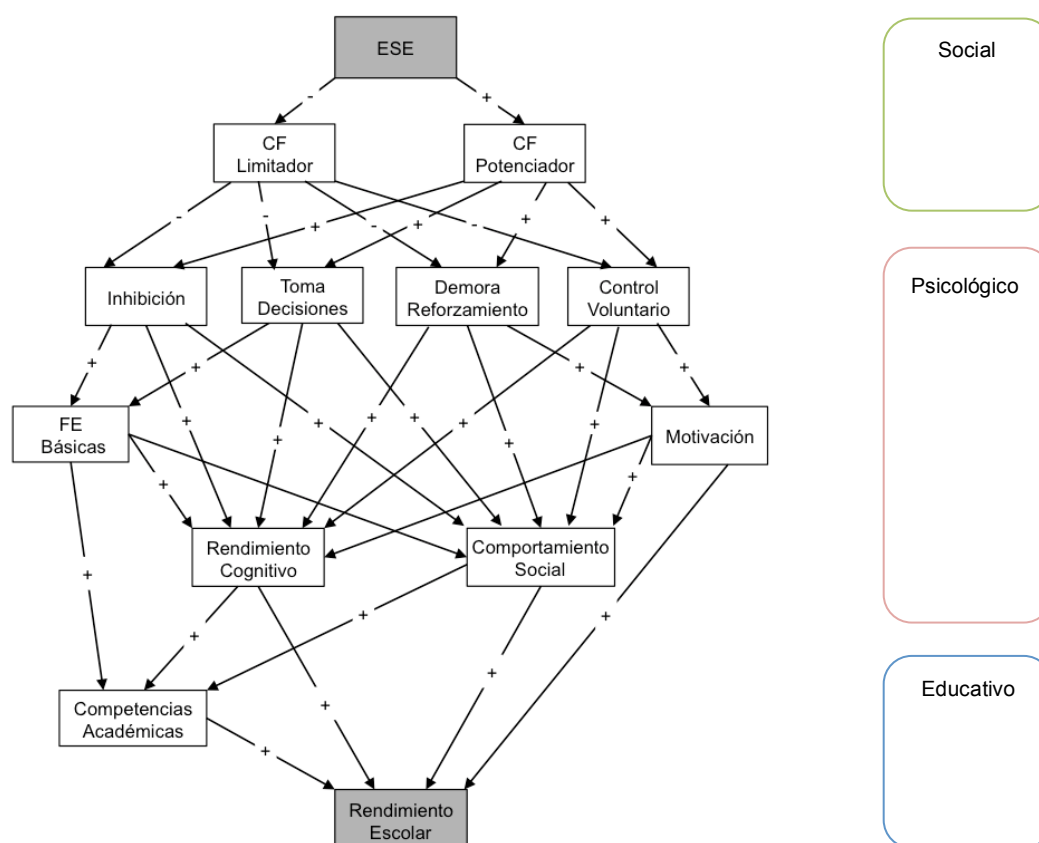 ESE
Social
-
+
CF
Limitador
CF
Potenciador
-
-
+
-
+
-
+
+
Inhibición
Toma
Decisiones
Demora
Reforzamiento
Control
Voluntario
Psicológico
+
+
+
+
FE
Básicas
Motivación
+
+
+
+
+
+
+
+
+
+
+
+
Rendimiento
Cognitivo
Comportamiento
Social
+
+
+
+
Educativo
+
+
Competencias
Académicas
+
Rendimiento
Escolar